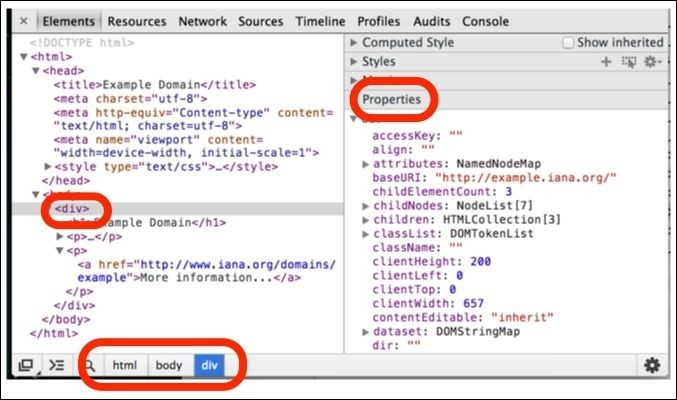 × Elements Resources Network Sources Timeline Profiles Audits Console
<!DOCTYPE html>
▼<html>
▼<head>
<title>Example Domain</title>
<meta charset="utf-8">
<meta http-equiv="Content-type" content=
"text/html; charset=utf-8">
<meta name="viewport" content=
"width=device-width, initial-scale=1">
▶<style type="text/css">…</style>
</head>
▼<body>
▼<div>
<h1>Example Domain</h1>
▶<p>…</p>
▼<p>
<a href="http://www.iana.org/domains/
example">More information...</a>
</p>
</div>
</body>
</html>
html body div
▶ Computed Style Show inherited
▶ Styles
Properties
accessKey: ""
align: ""
▶ attributes: NamedNodeMap
baseURI: "http://example.iana.org/"
childElementCount: 3
▶ childNodes: NodeList[7]
▶ children: HTMLCollection[3]
▶ classList: DOMTokenList
className: ""
clientHeight: 200
clientLeft: 0
clientTop: 0
clientWidth: 657
contentEditable: "inherit"
▶ dataset: DOMStringMap
dir: ""